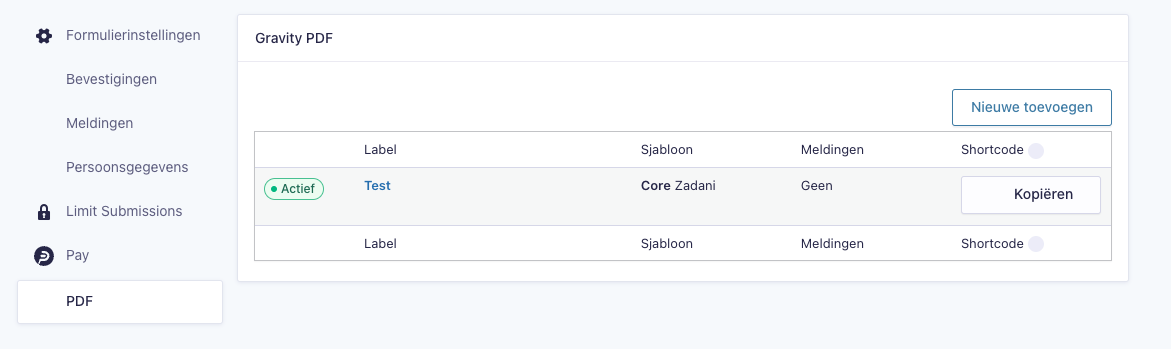 Formulierinstellingen
Bevestigingen
Meldingen
Persoonsgegevens
Limit Submissions
Pay
PDF
Gravity PDF
Nieuwe toevoegen
Label Sjabloon Meldingen Shortcode
Actief Test Core Zadani Geen Kopiëren
Label Sjabloon Meldingen Shortcode